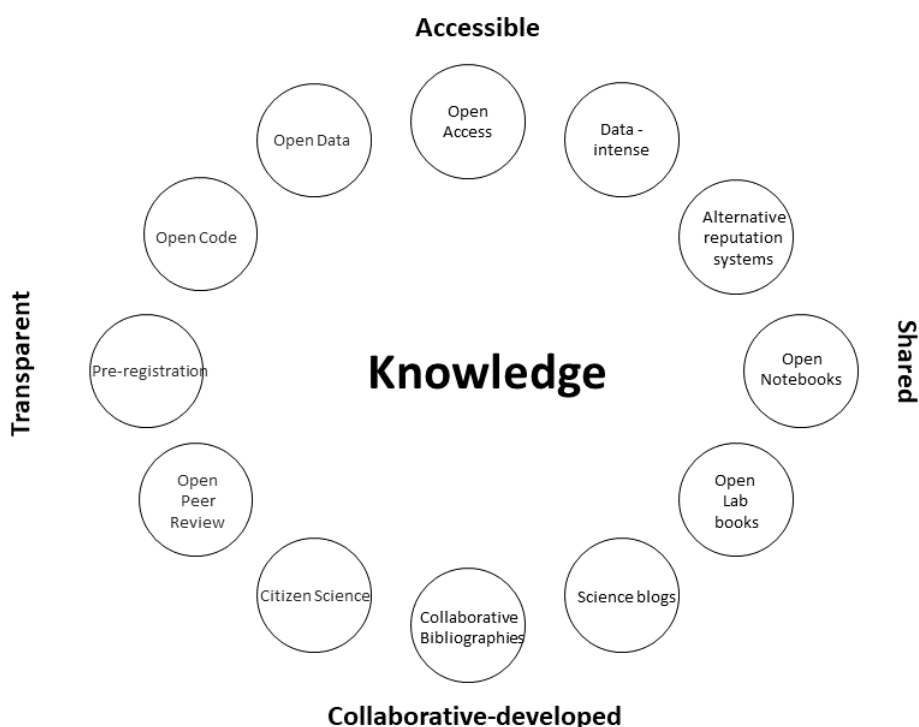 Accessible
Open
Access
Open Data
Data -
intense
Open Code
Alternative
reputation
systems
Transparent
Pre-registration
Knowledge
Open
Notebooks
Shared
Open
Peer
Review
Open
Lab
books
Citizen Science
Collaborative
Bibliographies
Science blogs
Collaborative-developed